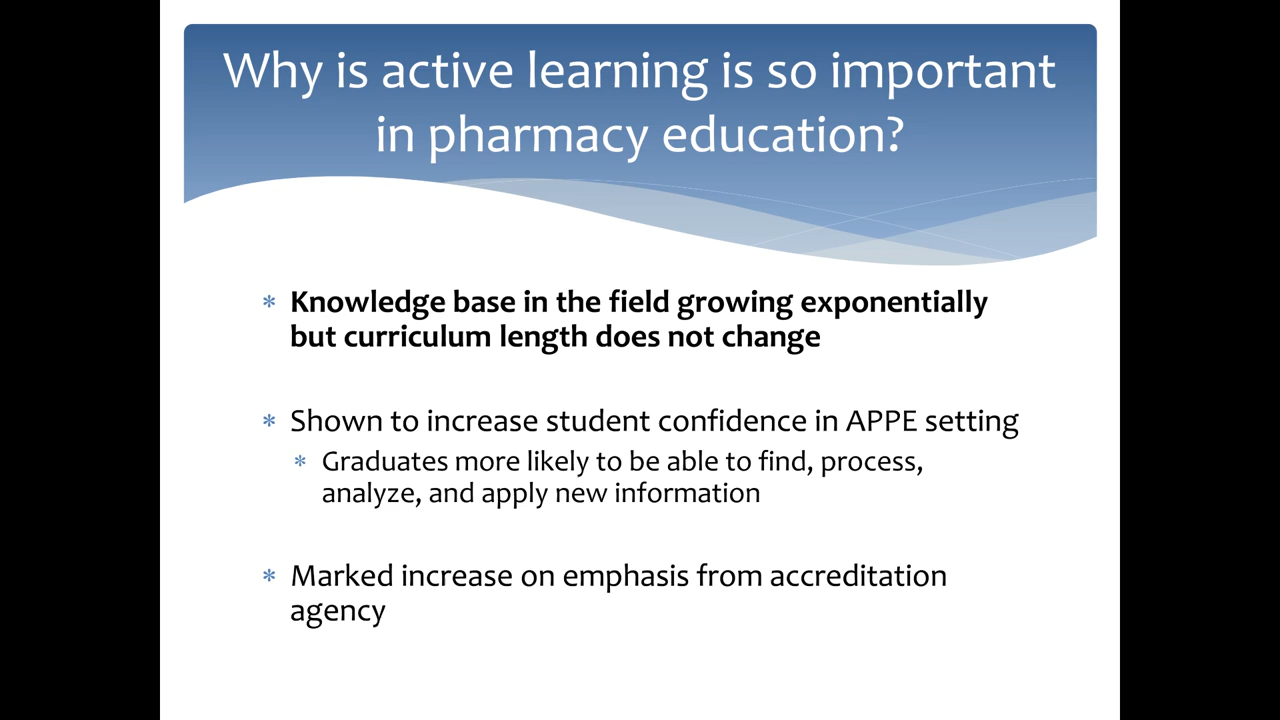 Why is active learning is so important
in pharmacy education?
* Knowledge base in the field growing exponentially
but curriculum length does not change
* Shown to increase student confidence in APPE setting
* Graduates more likely to be able to find, process,
analyze, and apply new information
* Marked increase on emphasis from accreditation
agency